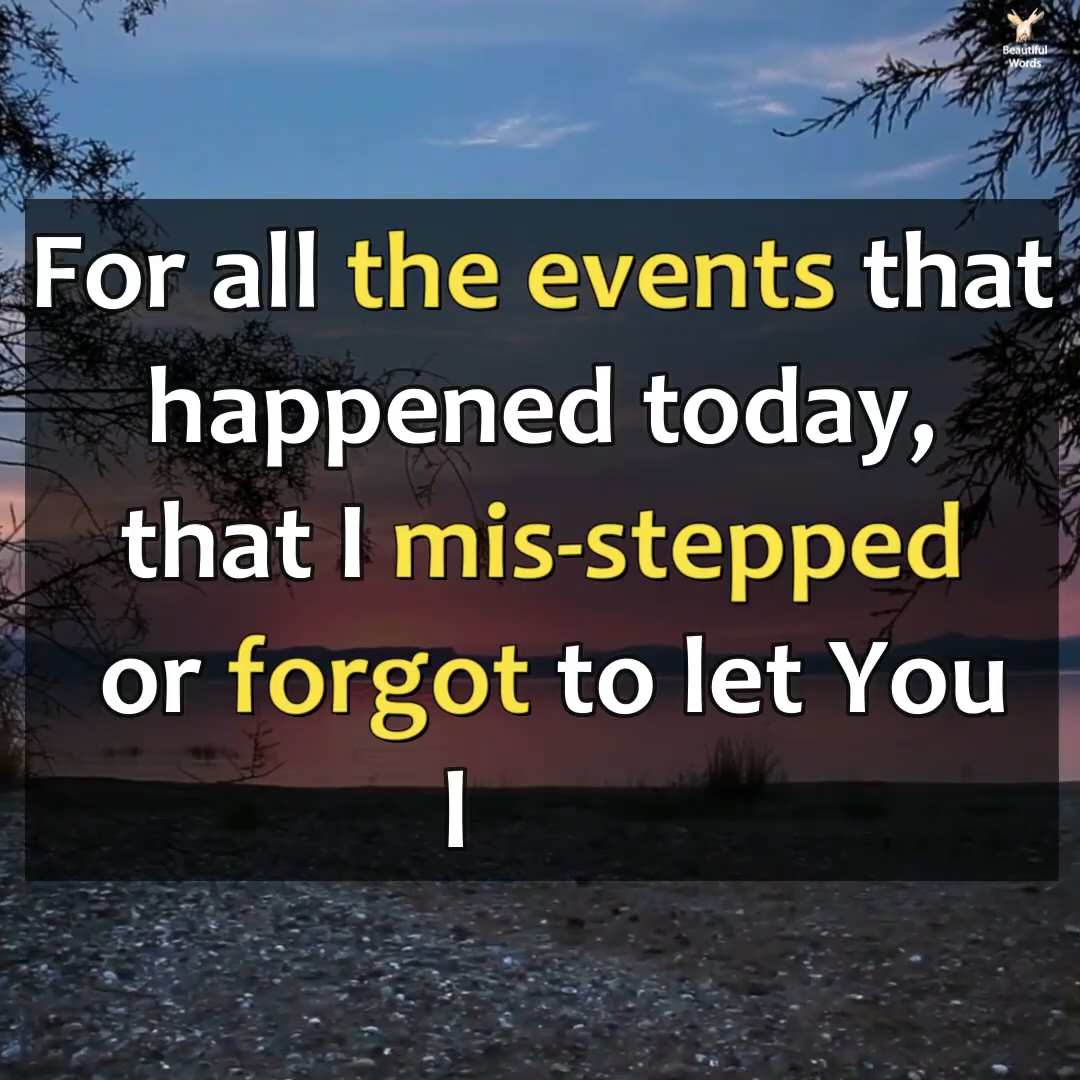 Beautiful
Words
For all the events that
happened today,
that I mis-stepped
or forgot to let You
l